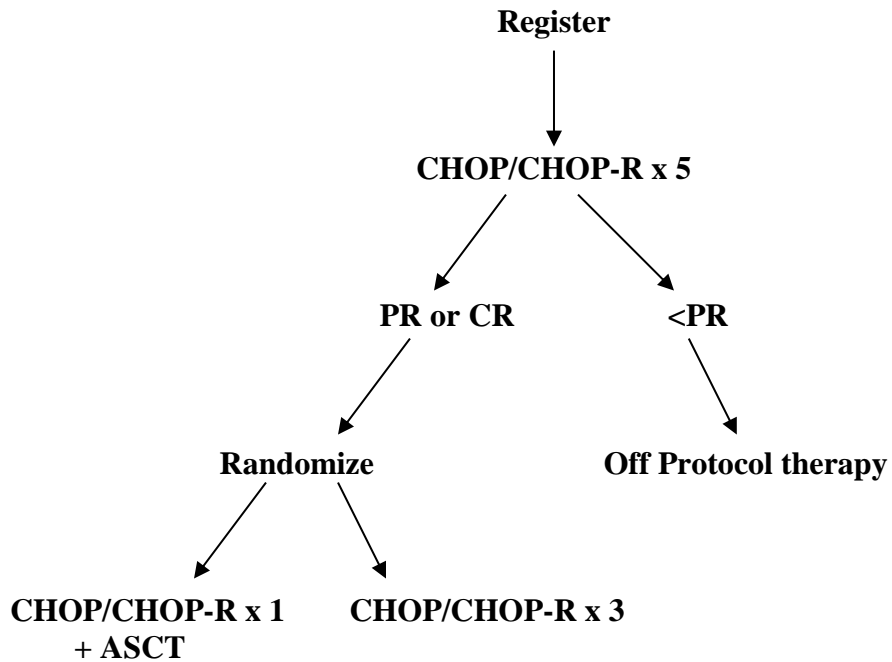 Register
CHOP/CHOP-R x 5
PR or CR
<PR
Randomize
Off Protocol therapy
CHOP/CHOP-R x 1
+ ASCT
CHOP/CHOP-R x 3